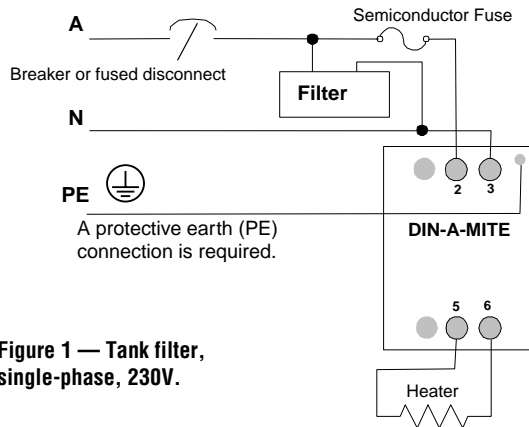 Semiconductor Fuse
A
Breaker or fused disconnect
Filter
N
2 3
PE
A protective earth (PE)
connection is required.
DIN-A-MITE
5 6
Figure 1 — Tank filter,
single-phase, 230V.
Heater